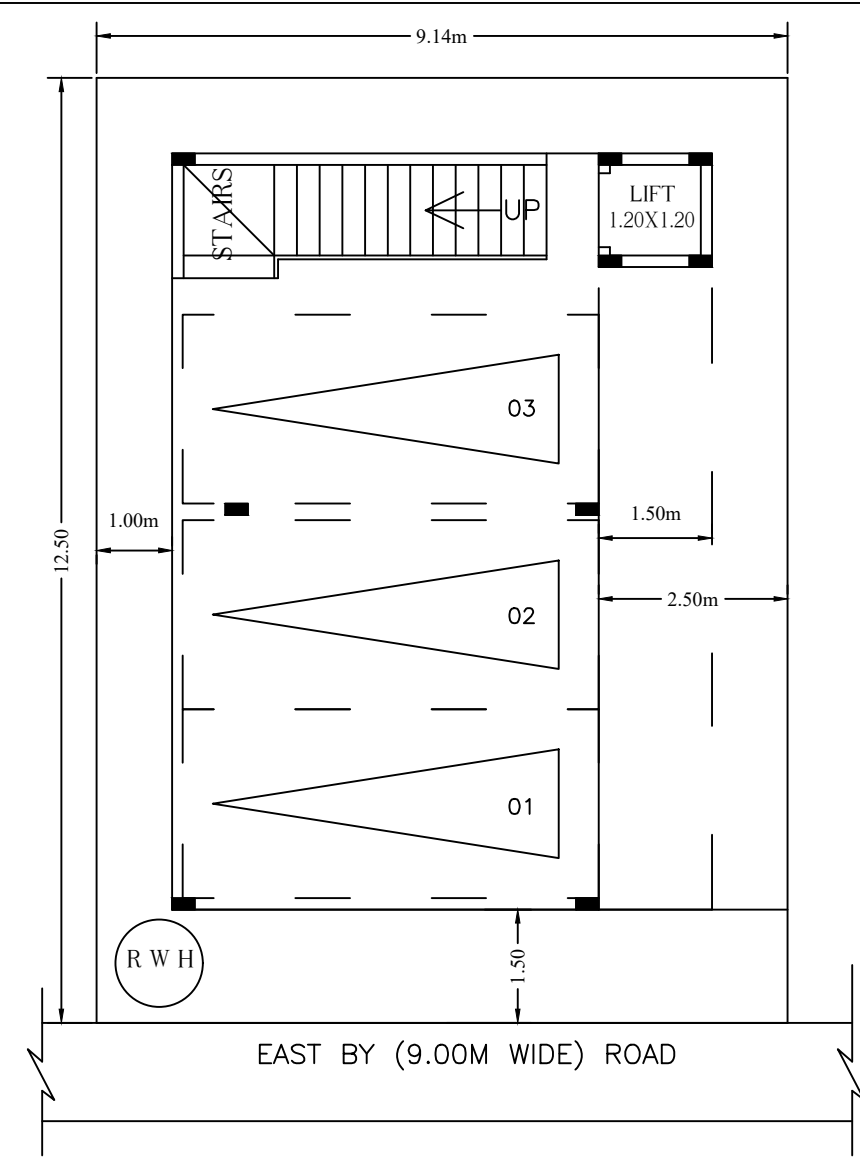 9.14m
STAIRS
UP
LIFT
1.20X1.20
03
1.00m
1.50m
12.50
02
2.50m
01
R W H
1.50
EAST BY (9.00M WIDE) ROAD